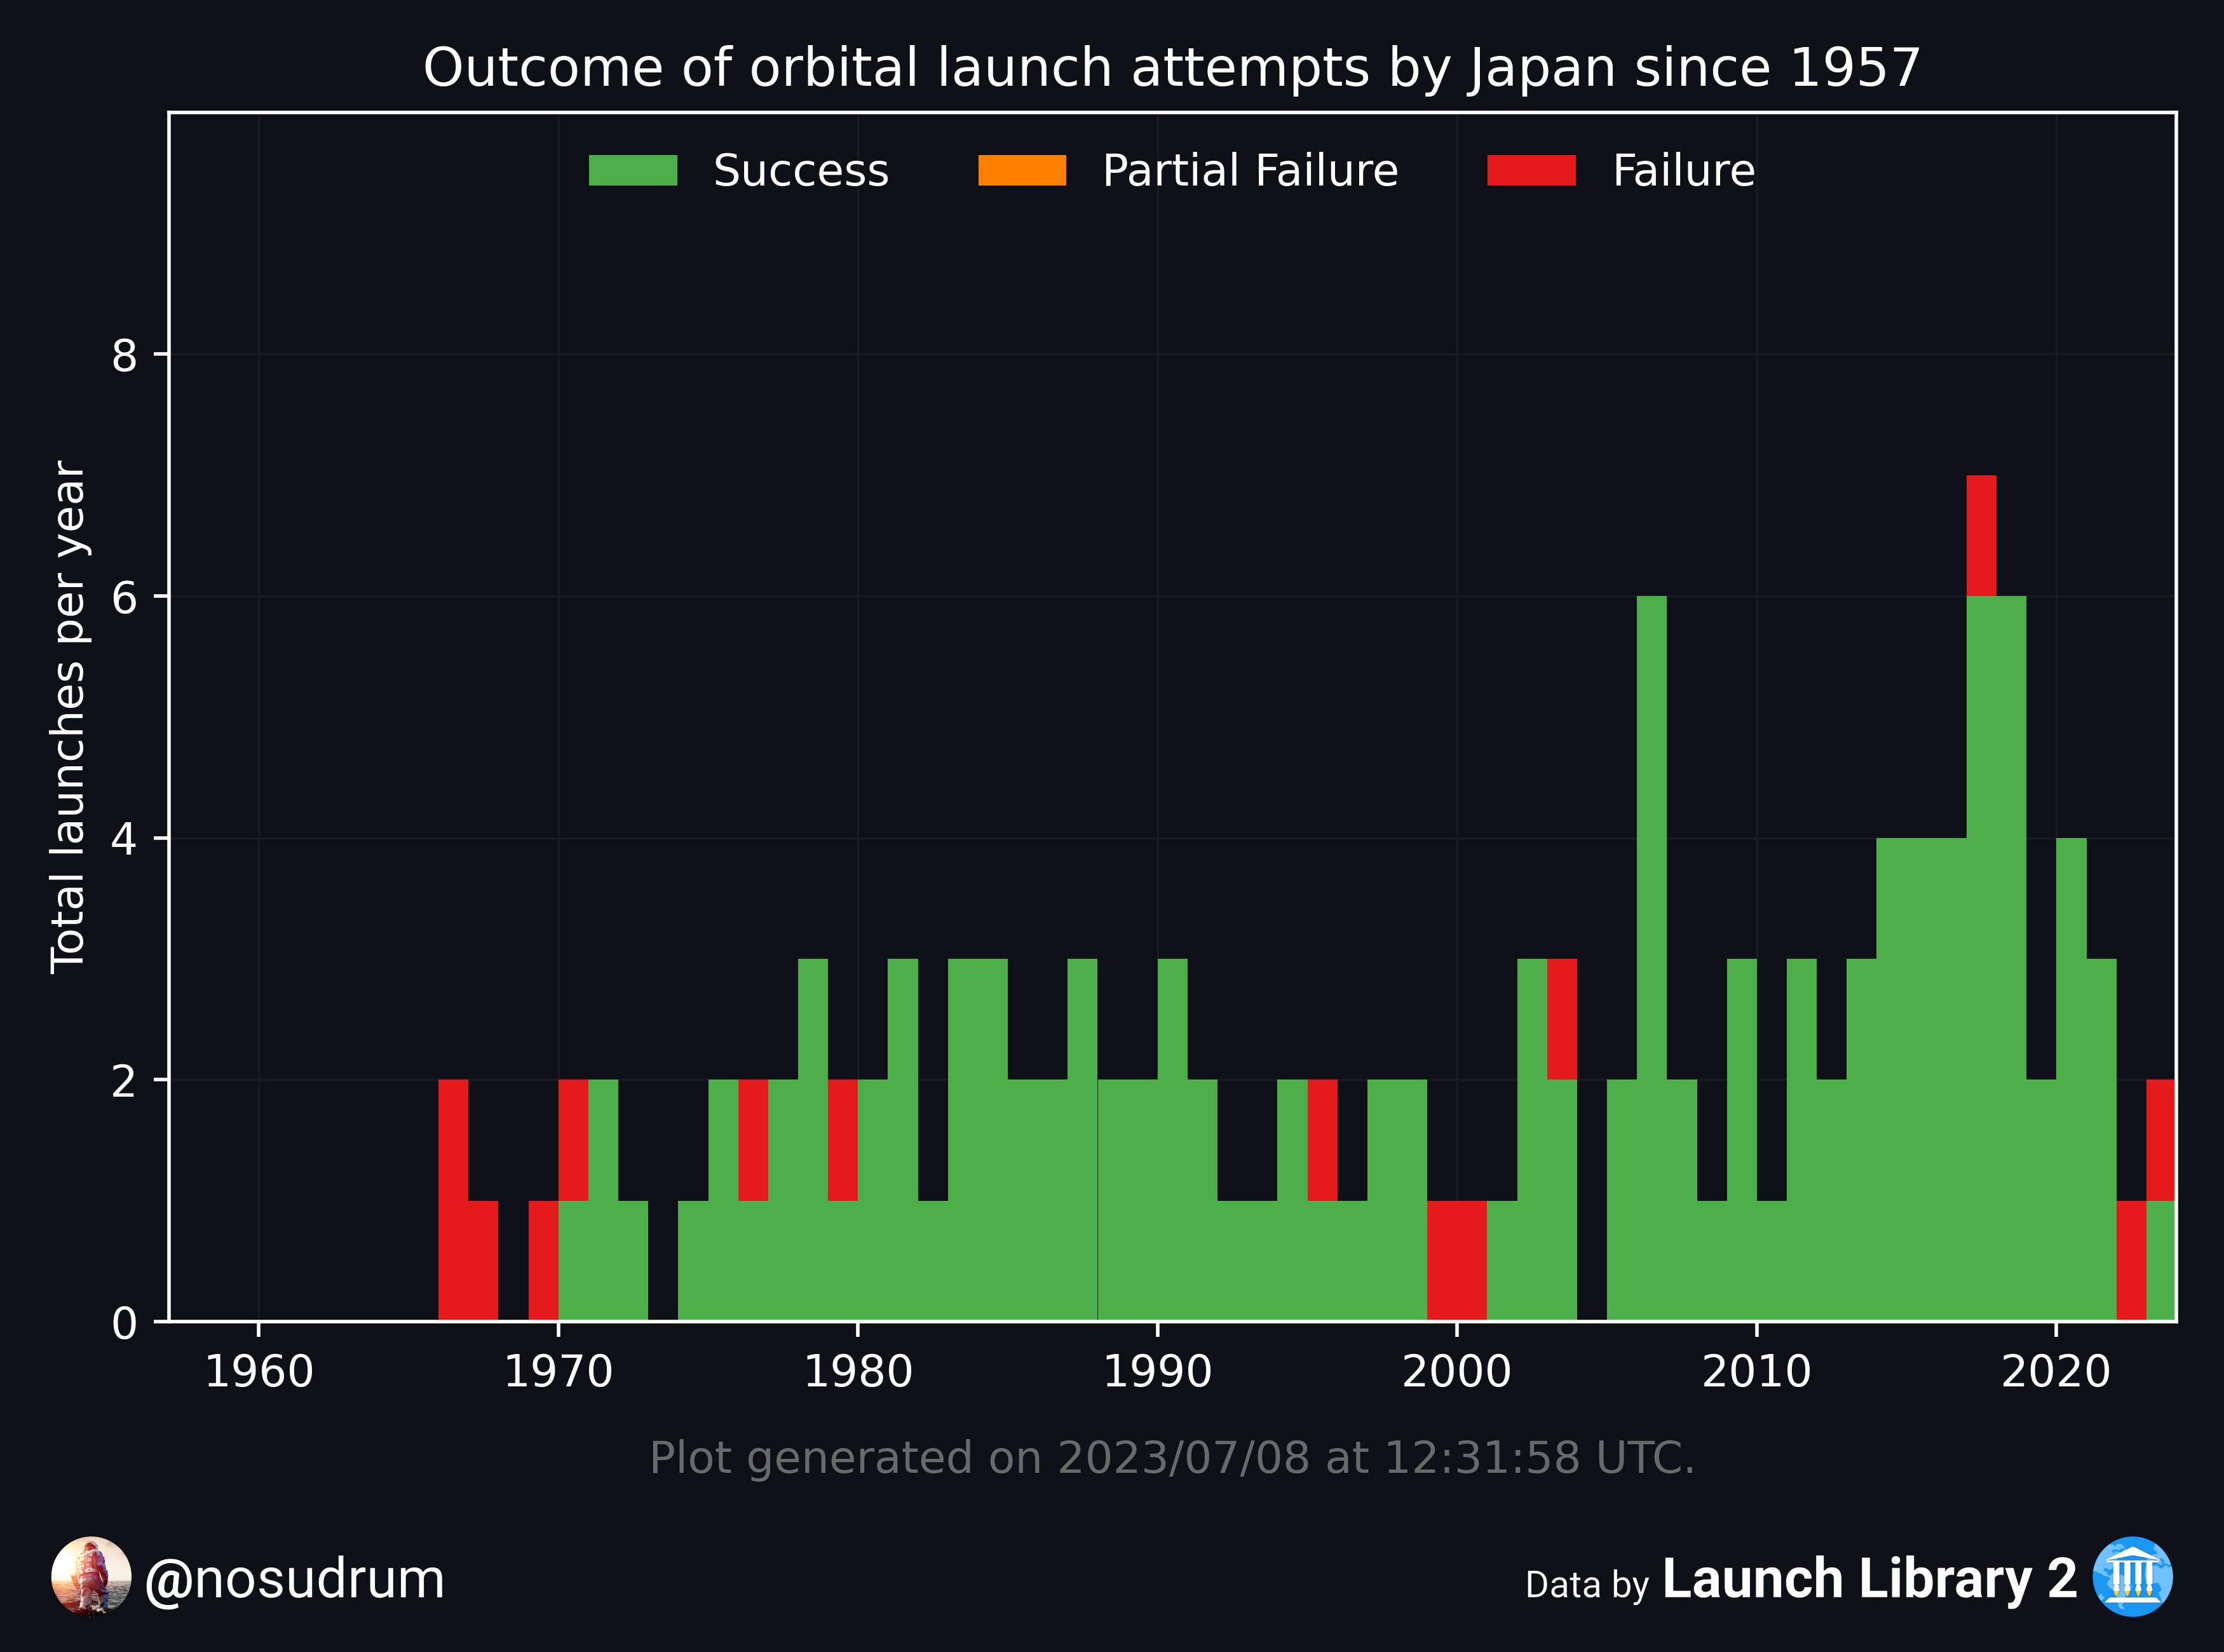 Outcome of orbital launch attempts by Japan since 1957
Success
Partial Failure
Failure
Total launches per year
8
6
4
2
0
1960
1970
1980
1990
2000
2010
2020
Plot generated on 2023/07/08 at 12:31:58 UTC.
@nosudrum
Data by Launch Library 2